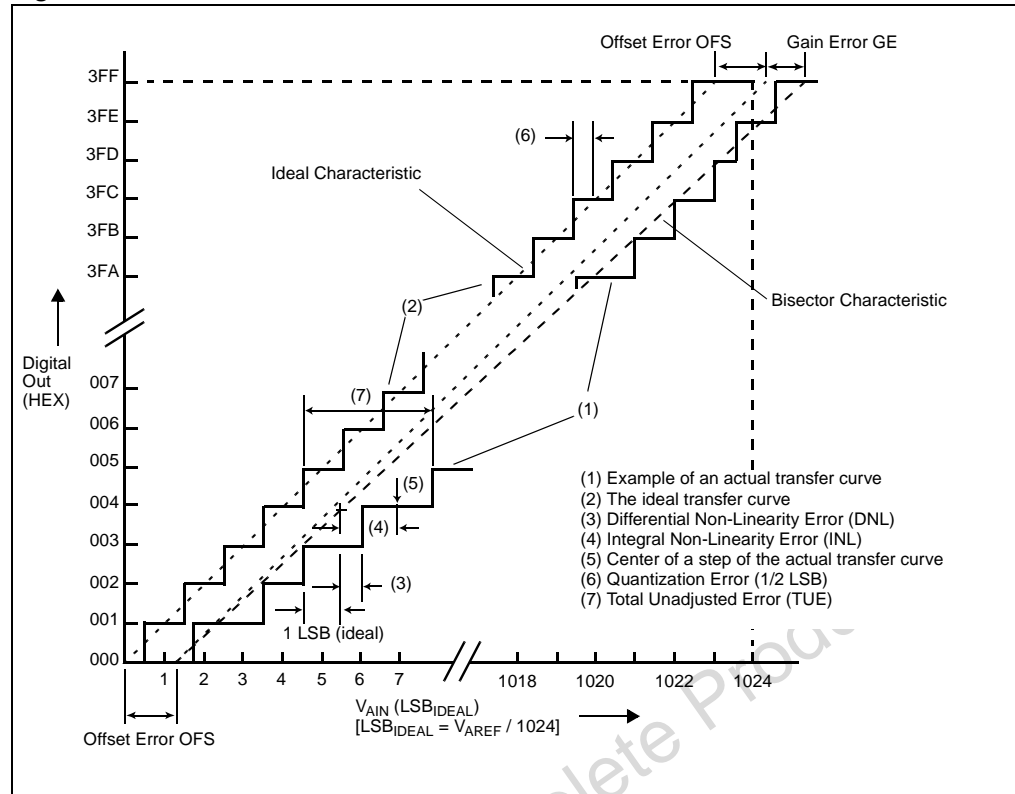 Offset Error OFS
Gain Error GE
3FF
3FE
(6)
3FD
Ideal Characteristic
3FC
3FB
3FA
(2)
Bisector Characteristic
Digital
Out
(HEX)
007
(7)
006
(1)
005
(5)
004
(4)
003
002
(3)
001
1 LSB (ideal)
000
(1) Example of an actual transfer curve
(2) The ideal transfer curve
(3) Differential Non-Linearity Error (DNL)
(4) Integral Non-Linearity Error (INL)
(5) Center of a step of the actual transfer curve
(6) Quantization Error (1/2 LSB)
(7) Total Unadjusted Error (TUE)
1 2 3 4 5 6 7 1018 1020 1022 1024
VAIN (LSBIDEAL)
[LSBIDEAL = VAREF / 1024]
Offset Error OFS